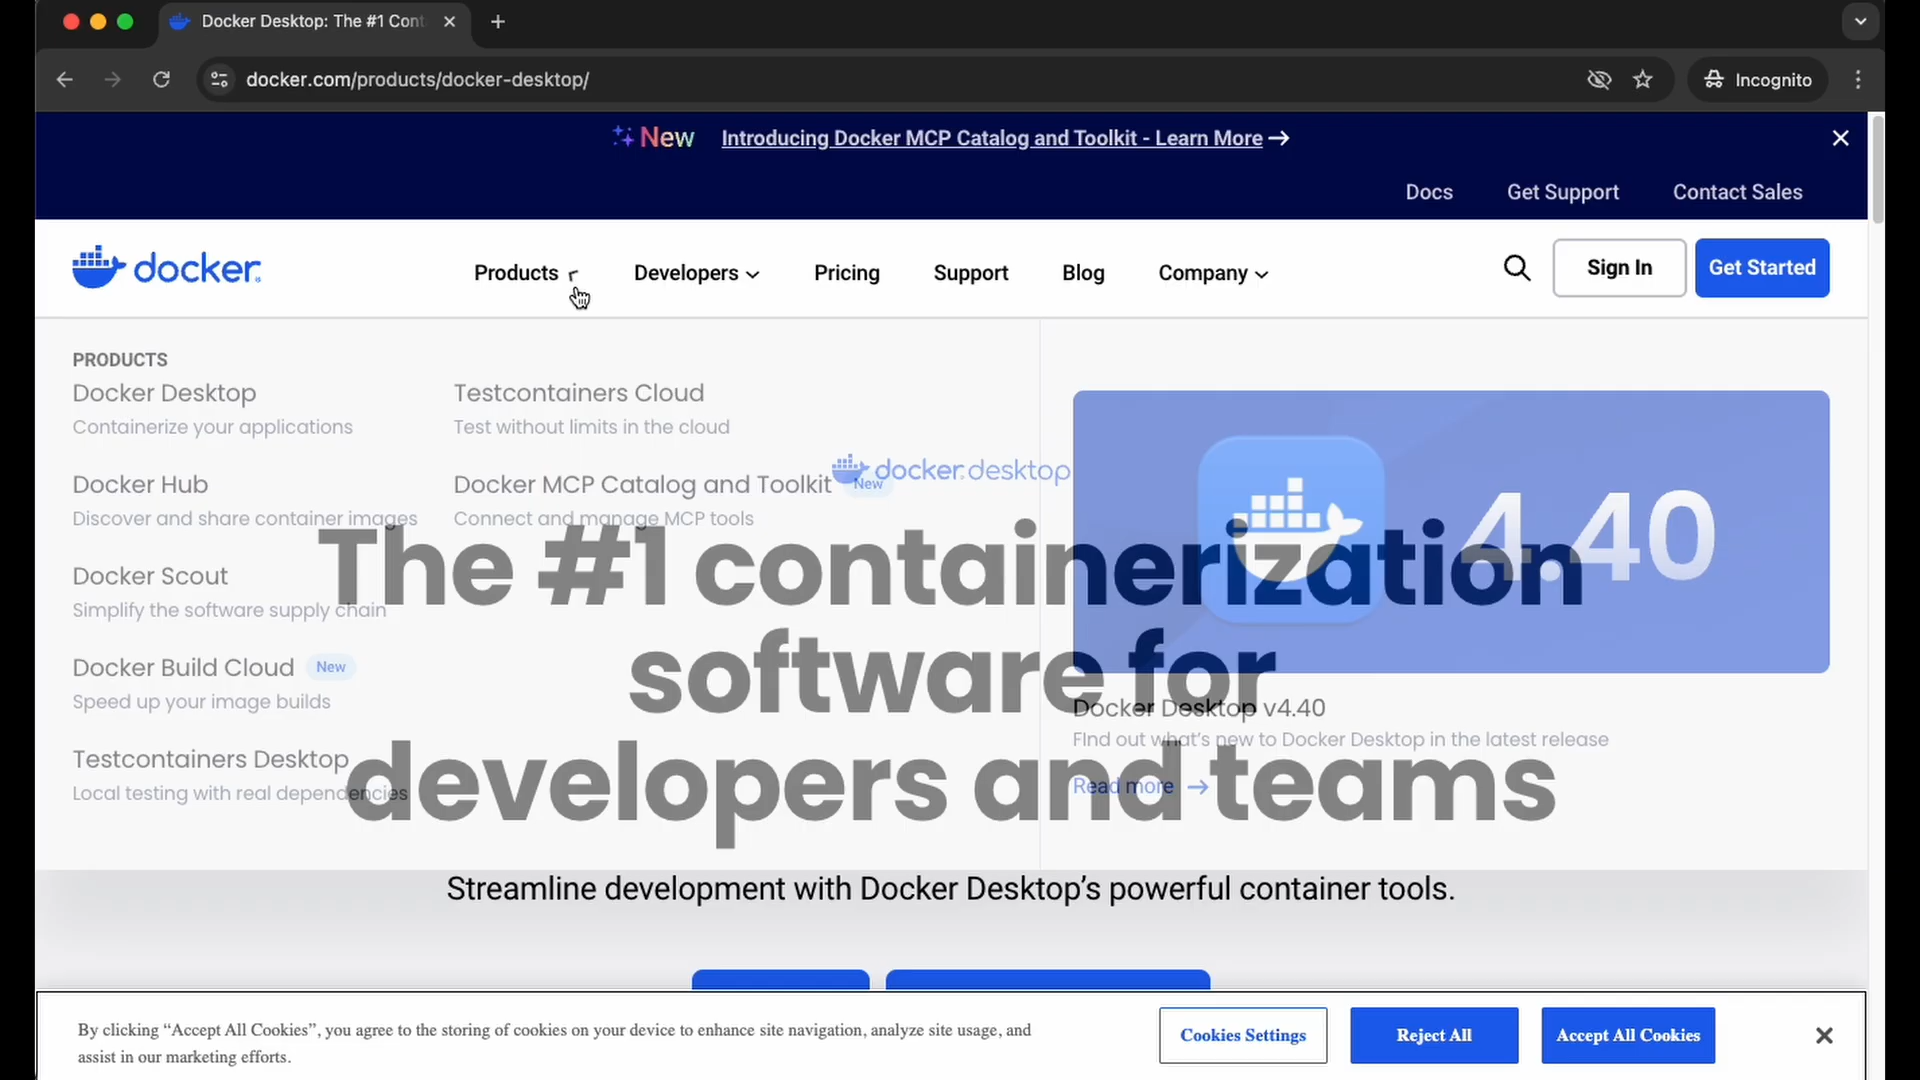 Docker Desktop: The #1 Cont
docker.com/products/docker-desktop/
Incognito
New Introducing Docker MCP Catalog and Toolkit - Learn More →
Docs Get Support Contact Sales
docker
Products Developers Pricing Support Blog Company
Sign In Get Started
PRODUCTS
Docker Desktop
Containerize your applications
Docker Hub
Discover and share container images
Docker Scout
Simplify the software supply chain
Docker Build Cloud New
Speed up your image builds
Testcontainers Desktop
Local testing with real dependencies
Testcontainers Cloud
Test without limits in the cloud
Docker MCP Catalog and Toolkit New
Connect and manage MCP tools
4.40
Docker Desktop v4.40
FInd out what's new to Docker Desktop in the latest release
Read more →
docker.desktop
The #1 containerization
software for
developers and teams
Streamline development with Docker Desktop’s powerful container tools.
By clicking “Accept All Cookies”, you agree to the storing of cookies on your device to enhance site navigation, analyze site usage, and
assist in our marketing efforts.
Cookies Settings Reject All Accept All Cookies